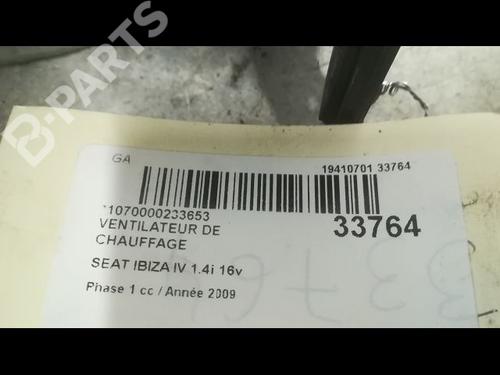 B-PARTS
GA
19410701 33764
*1070000233653
33764
VENTILATEUR DE
CHAUFFAGE
SEAT IBIZA IV 1.4i 16v
Phase 1 cc / Année 2009
33764